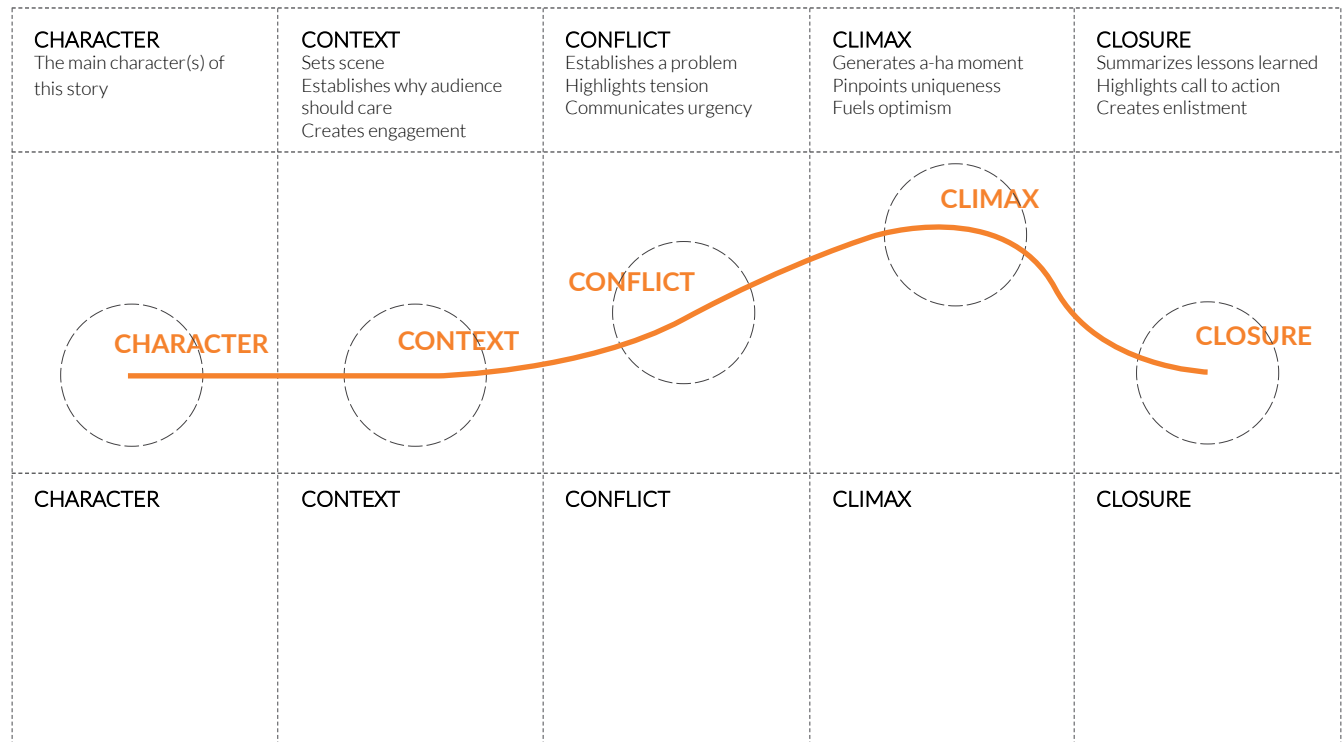 CHARACTER
The main character(s) of
this story
CONTEXT
Sets scene
Establishes why audience
should care
Creates engagement
CONFLICT
Establishes a problem
Highlights tension
Communicates urgency
CLIMAX
Generates a-ha moment
Pinpoints uniqueness
Fuels optimism
CLOSURE
Summarizes lessons learned
Highlights call to action
Creates enlistment
CHARACTER
CONTEXT
CONFLICT
CLIMAX
CLOSURE
CHARACTER
CONTEXT
CONFLICT
CLIMAX
CLOSURE